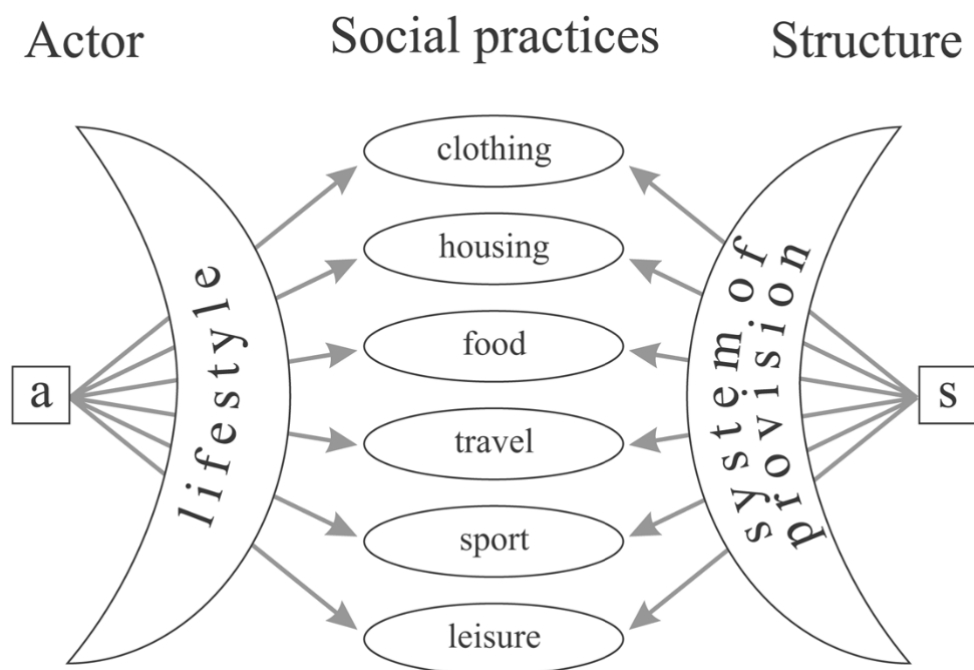 Actor
Social practices
Structure
clothing
housing
food
travel
sport
leisure
a
lifestyle
system of
provision
s